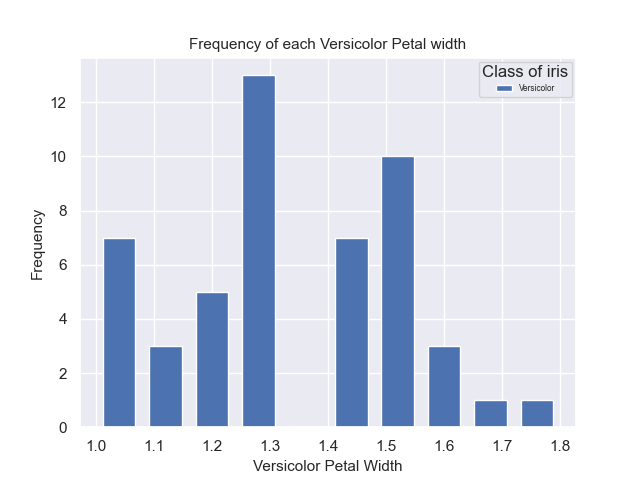 Frequency of each Versicolor Petal width
Class of iris
Versicolor
Frequency
12
10
8
6
4
2
0
1.0 1.1 1.2 1.3 1.4 1.5 1.6 1.7 1.8
Versicolor Petal Width